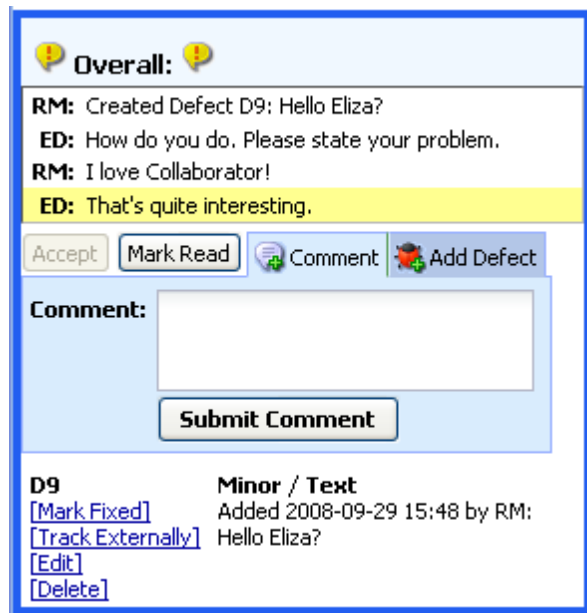 Overall:
RM: Created Defect D9: Hello Eliza?
ED: How do you do. Please state your problem.
RM: I love Collaborator!
ED: That's quite interesting.
Accept Mark Read Comment Add Defect
Comment:
Submit Comment
D9 Minor / Text
[Mark Fixed] Added 2008-09-29 15:48 by RM:
[Track Externally] Hello Eliza?
[Edit]
[Delete]